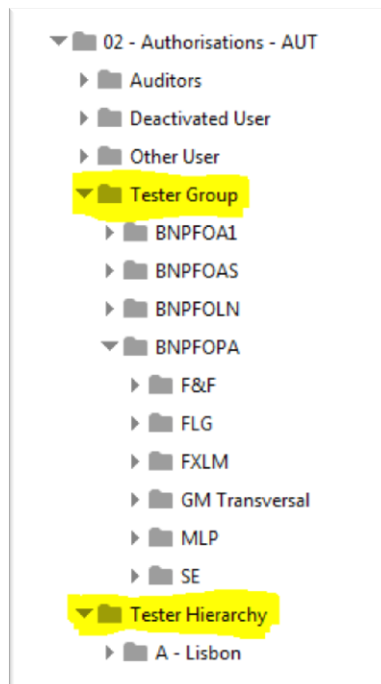 02 - Authorisations - AUT
Auditors
Deactivated User
Other User
Tester Group
BNPFOA1
BNPFOAS
BNPFOLN
BNPFOPA
F&F
FLG
FXLM
GM Transversal
MLP
SE
Tester Hierarchy
A - Lisbon